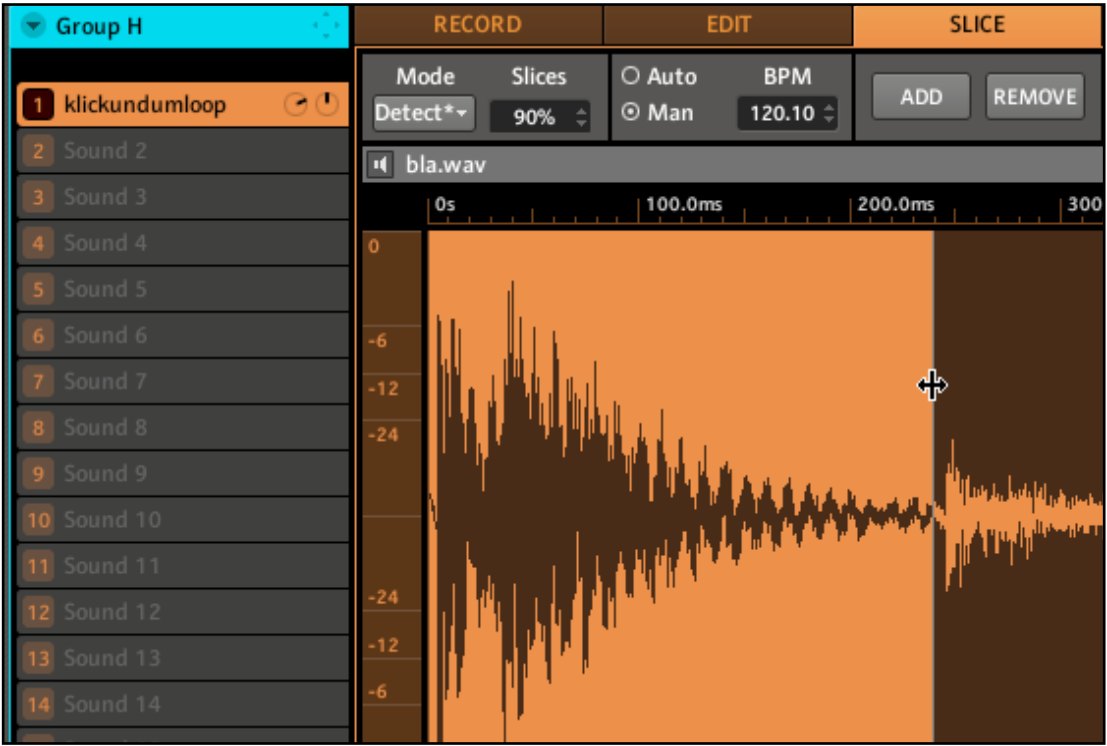 Group H
RECORD EDIT SLICE
Mode Slices Auto BPM
Detect* 90% Man 120.10 ADD REMOVE
1 klickundumloop
2 Sound 2
3 Sound 3
4 Sound 4
5 Sound 5
6 Sound 6
7 Sound 7
8 Sound 8
9 Sound 9
10 Sound 10
11 Sound 11
12 Sound 12
13 Sound 13
14 Sound 14
bla.wav
0s 100.0ms 200.0ms 300
0
-6
-12
-24
-24
-12
-6